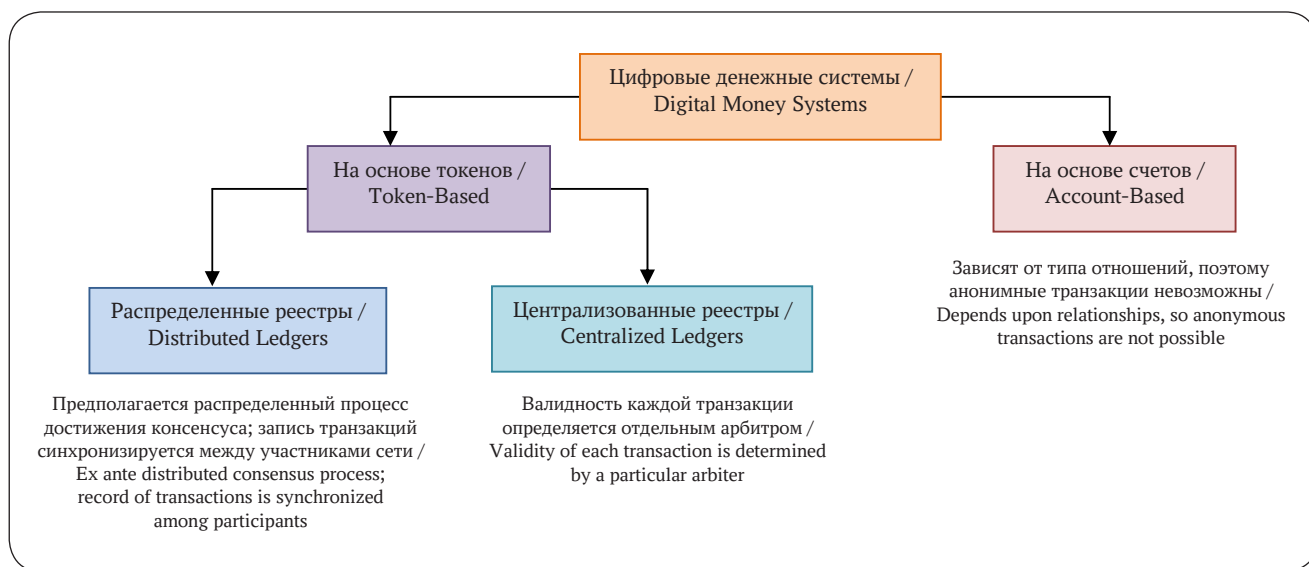 Цифровые денежные системы /
Digital Money Systems
На основе токенов /
Token-Based
На основе счетов /
Account-Based
Зависят от типа отношений, поэтому
анонимные транзакции невозможны /
Depends upon relationships, so anonymous
transactions are not possible
Распределенные реестры /
Distributed Ledgers
Централизованные реестры /
Centralized Ledgers
Предполагается распределенный процесс
достижения консенсуса; запись транзакций
синхронизируется между участниками сети /
Ex ante distributed consensus process;
record of transactions is synchronized
among participants
Валидность каждой транзакции
определяется отдельным арбитром /
Validity of each transaction is determined
by a particular arbiter